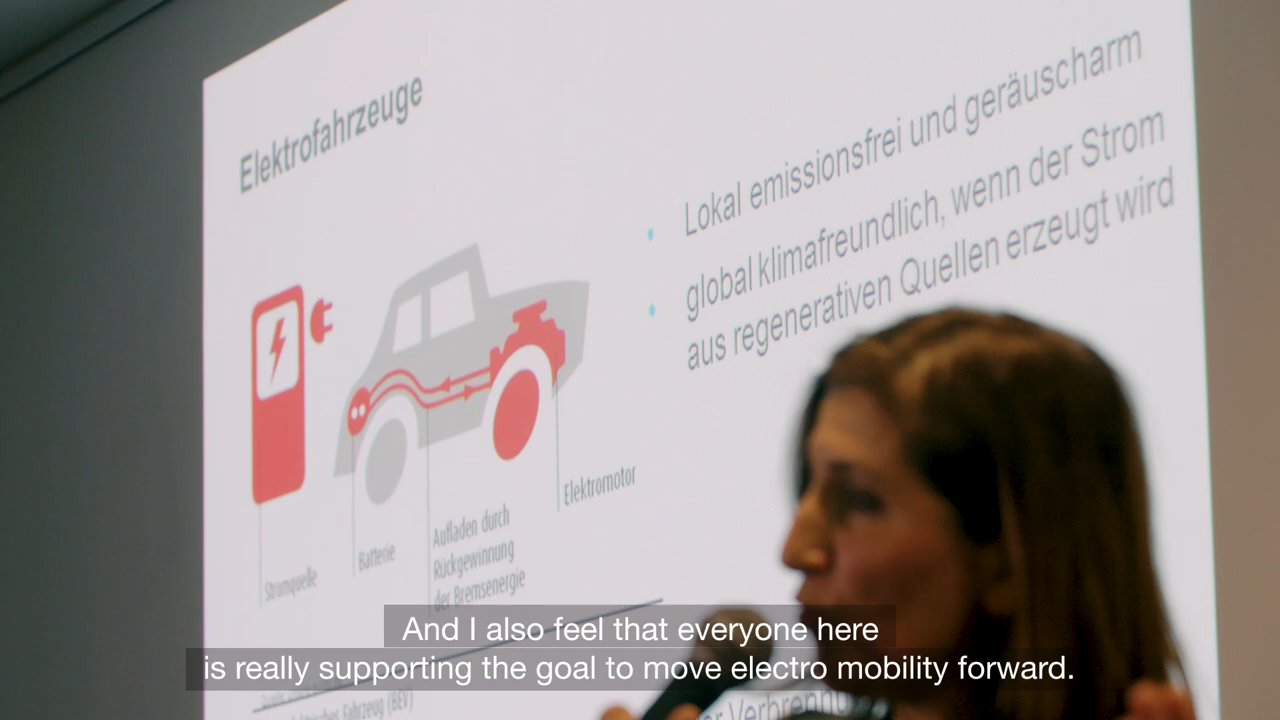 Elektrofahrzeuge
Lokal emissionsfrei und geräuscharm
global klimafreundlich, wenn der Strom
aus regenerativen Quellen erzeugt wird
Elektromotor
Aufladen durch
Rückgewinnung
der Bremsenergie
Batterie
Stromquelle
And I also feel that everyone here
is really supporting the goal to move electro mobility forward.
Fahrzeug (BEV)